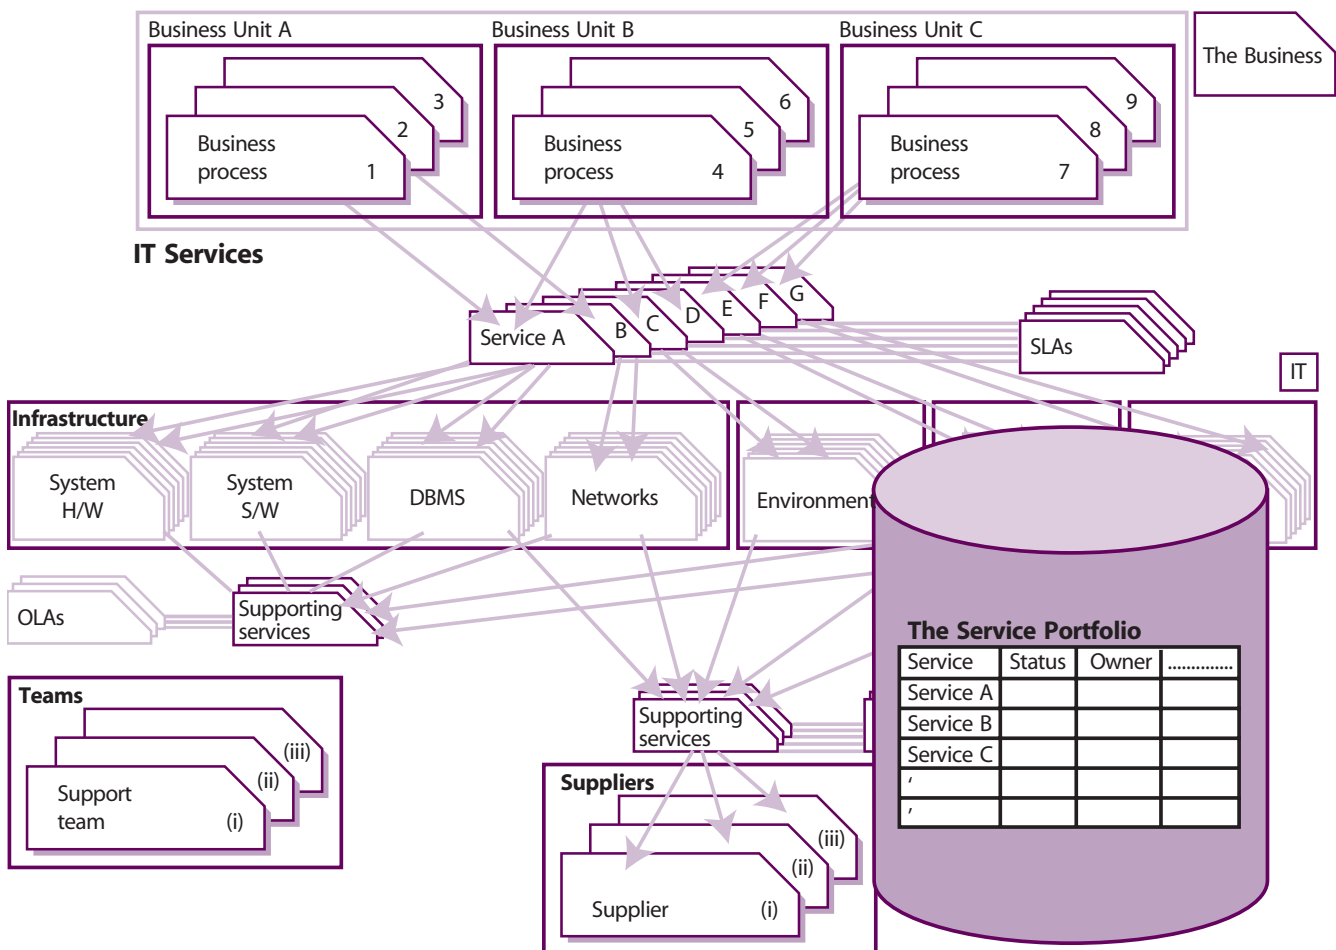 Business Unit A
Business Unit B
Business Unit C
The Business
3
2
Business
process 1
6
5
Business
process 4
9
8
Business
process 7
IT Services
Service A
B
C
D
E
F
G
SLAs
IT
Infrastructure
System
H/W
System
S/W
DBMS
Networks
Environment
OLAs
Supporting
services
Teams
(iii)
(ii)
Support
team (i)
Supporting
services
Suppliers
(iii)
(ii)
Supplier (i)
The Service Portfolio
Service Status Owner ..............
Service A
Service B
Service C
‘
’